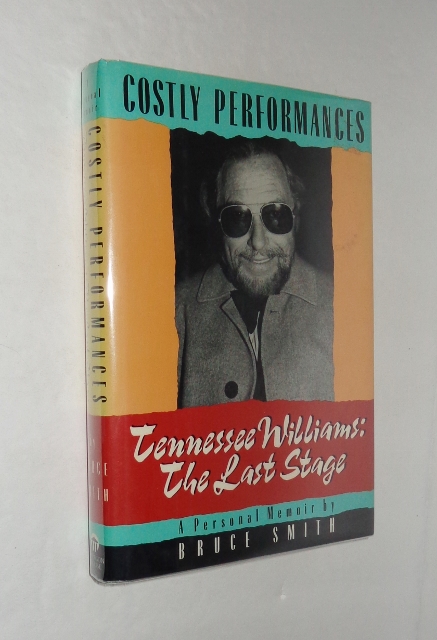 COSTLY PERFORMANCES
Tennessee Williams:
The Last Stage
A Personal Memoir by
BRUCE SMITH
COSTLY PERFORMANCES